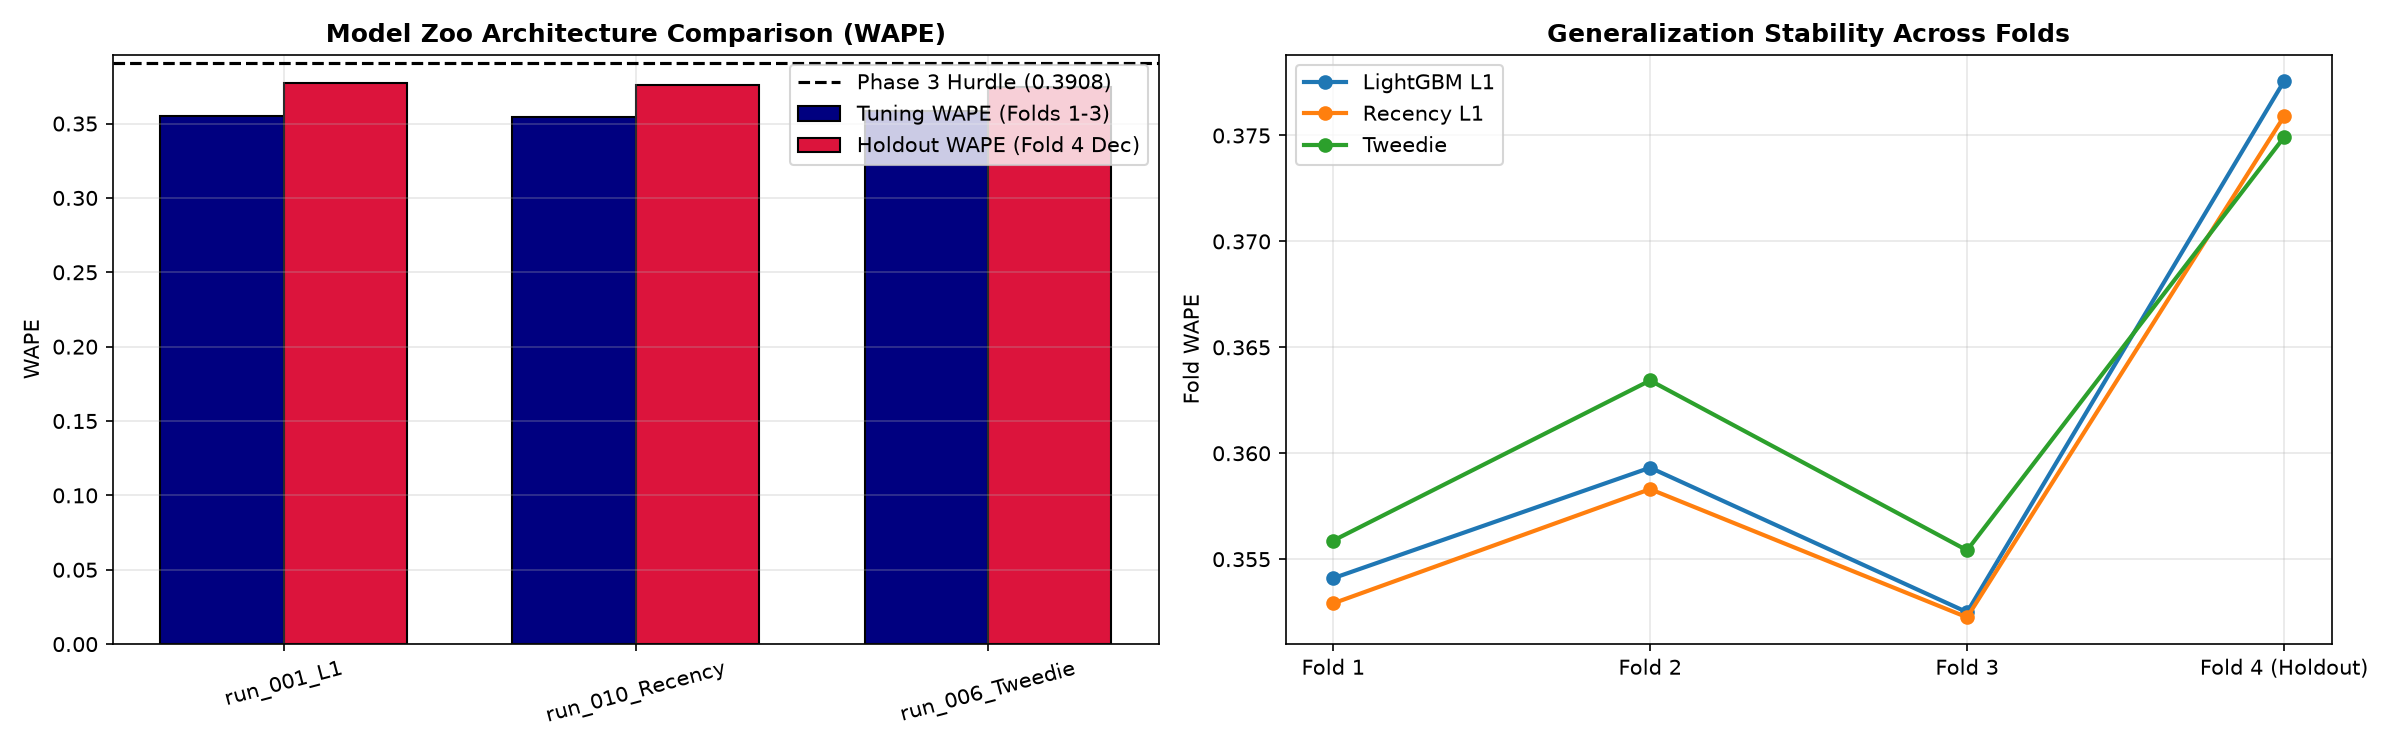 Model Zoo Architecture Comparison (WAPE)
WAPE
0.35
0.30
0.25
0.20
0.15
0.10
0.05
0.00
Phase 3 Hurdle (0.3908)
Tuning WAPE (Folds 1-3)
Holdout WAPE (Fold 4 Dec)
run_001_L1
run_010_Recency
run_006_Tweedie
Generalization Stability Across Folds
Fold WAPE
0.375
0.370
0.365
0.360
0.355
LightGBM L1
Recency L1
Tweedie
Fold 1
Fold 2
Fold 3
Fold 4 (Holdout)